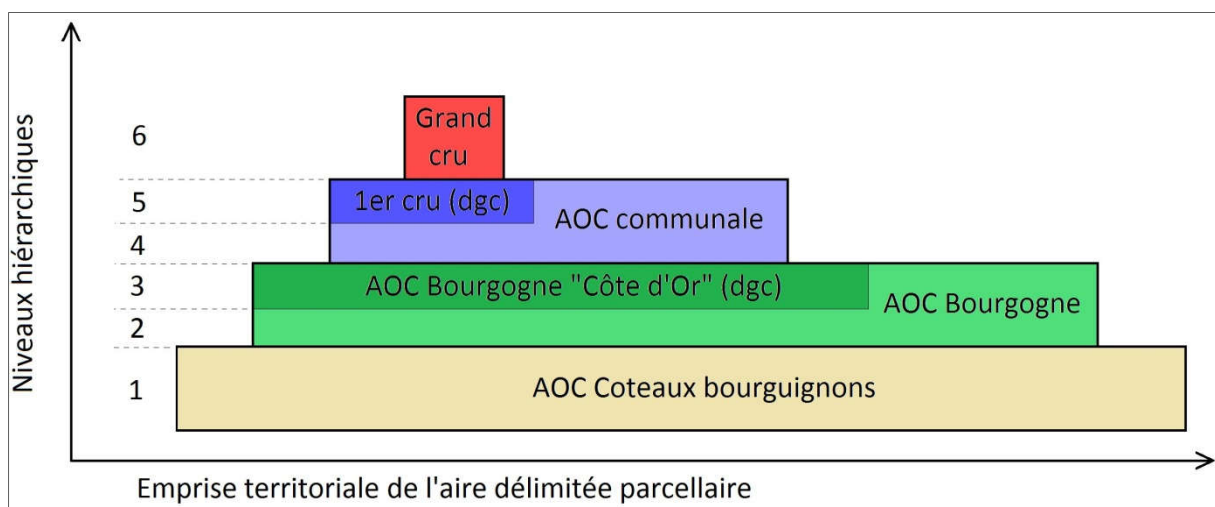 Niveaux hiérarchiques
6
Grand
cru
5
1er cru (dgc)
AOC communale
4
3
AOC Bourgogne "Côte d'Or" (dgc)
AOC Bourgogne
2
1
AOC Coteaux bourguignons
Emprise territoriale de l'aire délimitée parcellaire